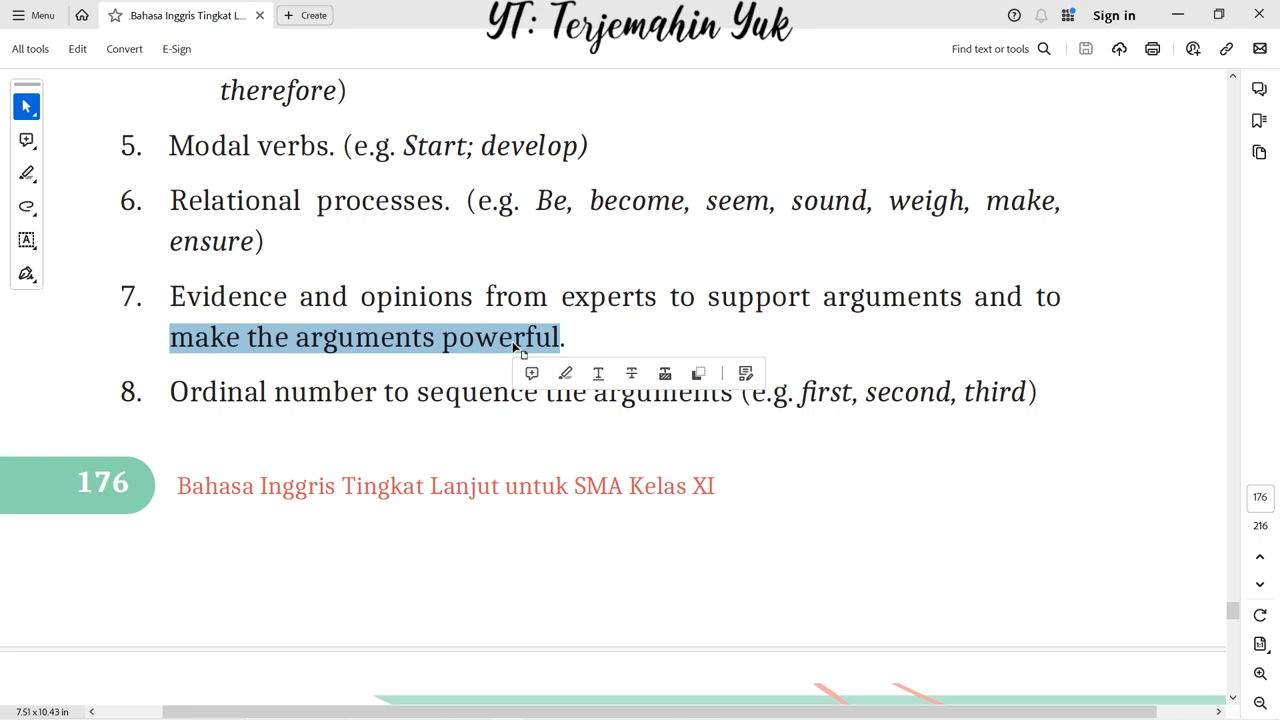 Menu
.Bahasa Inggris Tingkat L...
Create
YT: Terjemahin Yuk
Sign in
All tools
Edit
Convert
E-Sign
Find text or tools
therefore)
5. Modal verbs. (e.g. Start; develop)
6. Relational processes. (e.g. Be, become, seem, sound, weigh, make,
ensure)
7. Evidence and opinions from experts to support arguments and to
make the arguments powerful.
8. Ordinal number to sequence the arguments (e.g. first, second, third)
176
Bahasa Inggris Tingkat Lanjut untuk SMA Kelas XI
176
216
7.51 x 10.43 in